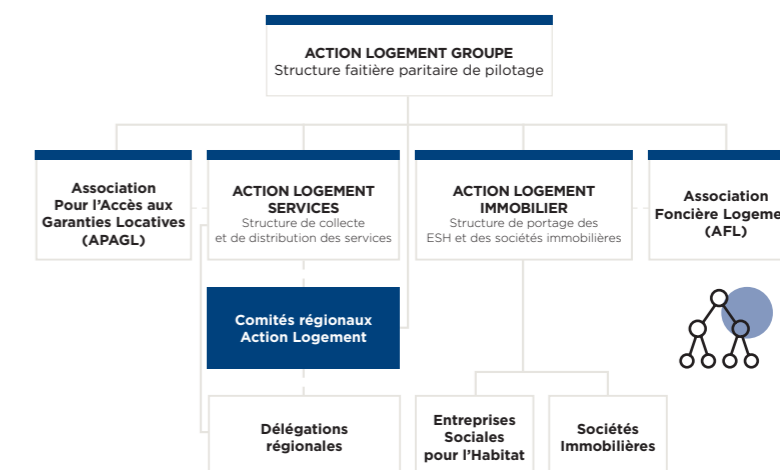 ACTION LOGEMENT GROUPE
Structure faitière paritaire de pilotage
Association
Pour l'Accès aux
Garanties Locatives
(APAGL)
ACTION LOGEMENT
SERVICES
Structure de collecte
et de distribution des services
ACTION LOGEMENT
IMMOBILIER
Structure de portage des
ESH et des sociétés immobilières
Association
Foncière Logeme
(AFL)
Comités régionaux
Action Logement
Délégations
régionales
Entreprises
Sociales
pour l'Habitat
Sociétés
Immobilières